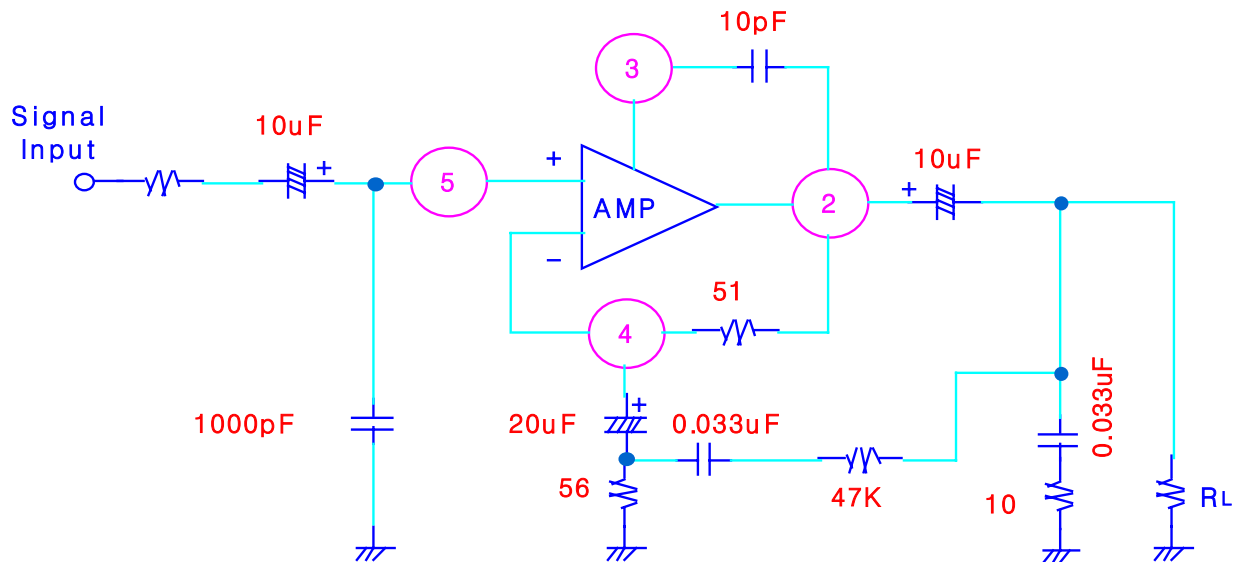 10pF
3
Signal
Input
10uF
+
5
+
AMP
−
2
10uF
+
51
4
1000pF
20uF
+
0.033uF
0.033uF
56
47K
10
RL